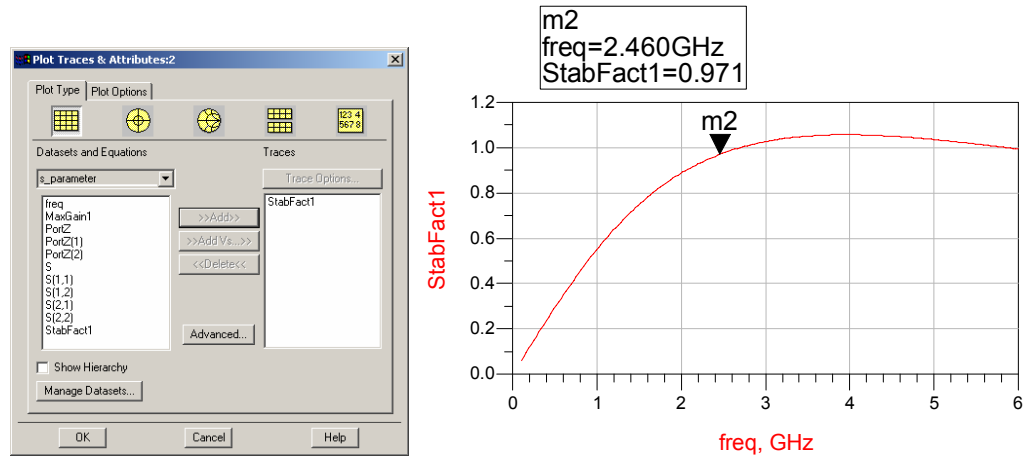 Plot Traces & Attributes:2
Plot Type
Plot Options
123 4
567 8
Datasets and Equations
Traces
s_parameter
Trace Options...
freq
MaxGain1
PortZ
PortZ(1)
PortZ(2)
S
S(1,1)
S(1,2)
S(2,1)
S(2,2)
StabFact1
>>Add>>
>>Add Vs...>>
<<Delete<<
Advanced...
StabFact1
Show Hierarchy
Manage Datasets...
OK
Cancel
Help
m2
freq=2.460GHz
StabFact1=0.971
m2
StabFact1
1.2
1.0
0.8
0.6
0.4
0.2
0.0
0 1 2 3 4 5 6
freq, GHz